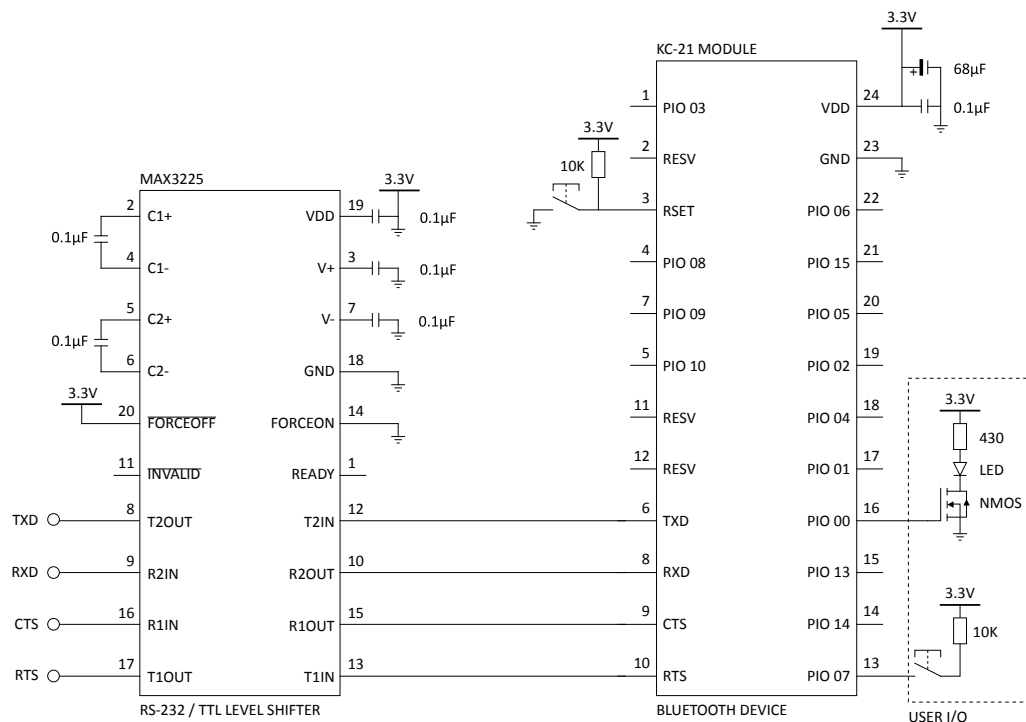 3.3V
KC-21 MODULE
68µF
+
1
PIO 03
VDD
24
0.1µF
3.3V
10K
2
RESV
GND
23
MAX3225
3.3V
3
RSET
PIO 06
22
2
C1+
VDD
19
0.1µF
0.1µF
4
C1-
V+
3
0.1µF
4
PIO 08
PIO 15
21
5
C2+
V-
7
0.1µF
7
PIO 09
PIO 05
20
0.1µF
6
C2-
GND
18
5
PIO 10
PIO 02
19
3.3V
20
FORCEOFF
FORCEON
14
11
RESV
PIO 04
18
3.3V
430
11
INVALID
READY
1
12
RESV
PIO 01
17
LED
NMOS
TXD
8
T2OUT
T2IN
12
6
TXD
PIO 00
16
RXD
9
R2IN
R2OUT
10
8
RXD
PIO 13
15
3.3V
CTS
16
R1IN
R1OUT
15
9
CTS
PIO 14
14
10K
RTS
17
T1OUT
T1IN
13
10
RTS
PIO 07
13
RS-232 / TTL LEVEL SHIFTER
BLUETOOTH DEVICE
USER I/O